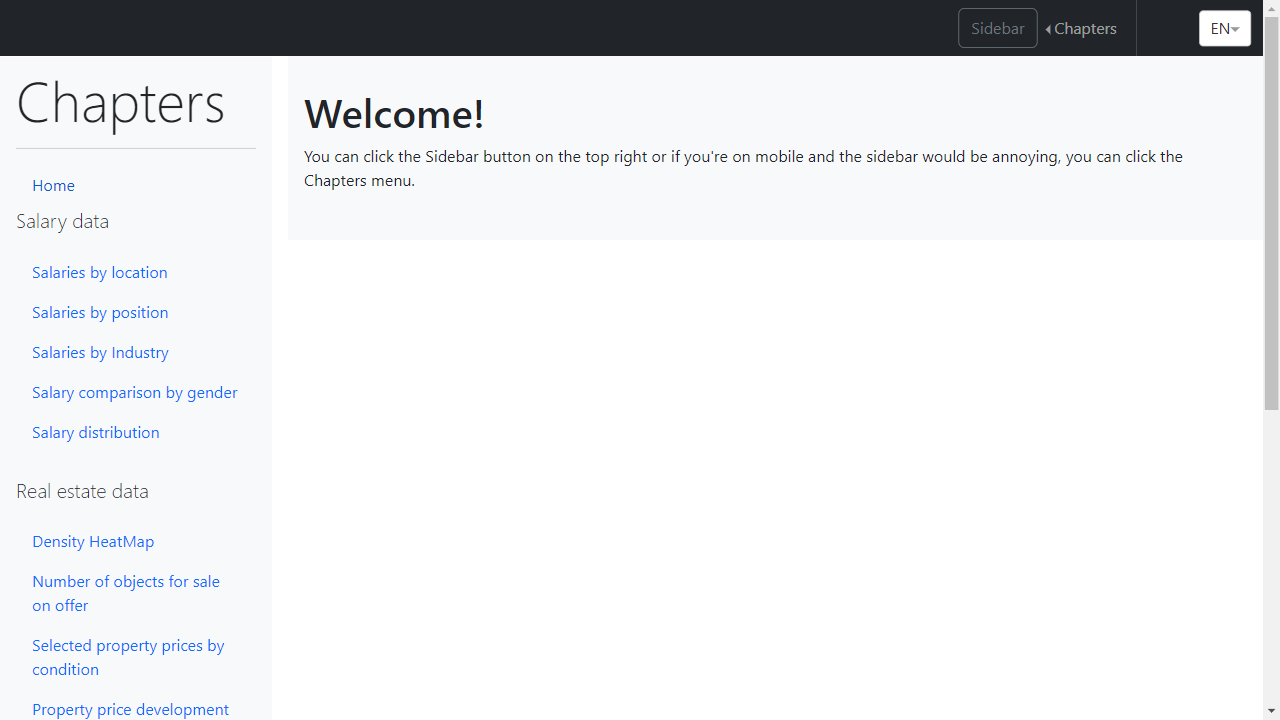 Sidebar
Chapters
EN
Chapters
Home
Salary data
Salaries by location
Salaries by position
Salaries by Industry
Salary comparison by gender
Salary distribution
Real estate data
Density HeatMap
Number of objects for sale
on offer
Selected property prices by
condition
Property price development
Welcome!
You can click the Sidebar button on the top right or if you're on mobile and the sidebar would be annoying, you can click the
Chapters menu.